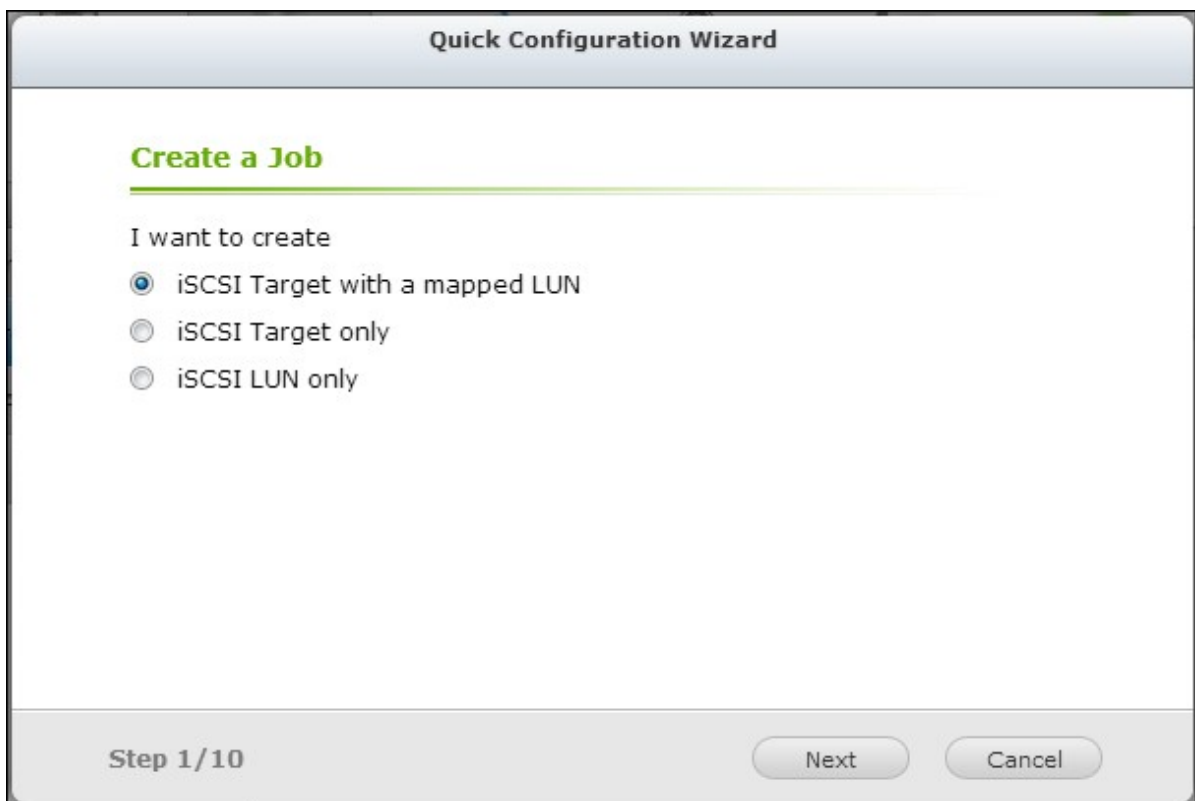 Quick Configuration Wizard
Create a Job
I want to create
iSCSI Target with a mapped LUN
iSCSI Target only
iSCSI LUN only
Step 1/10
Next
Cancel